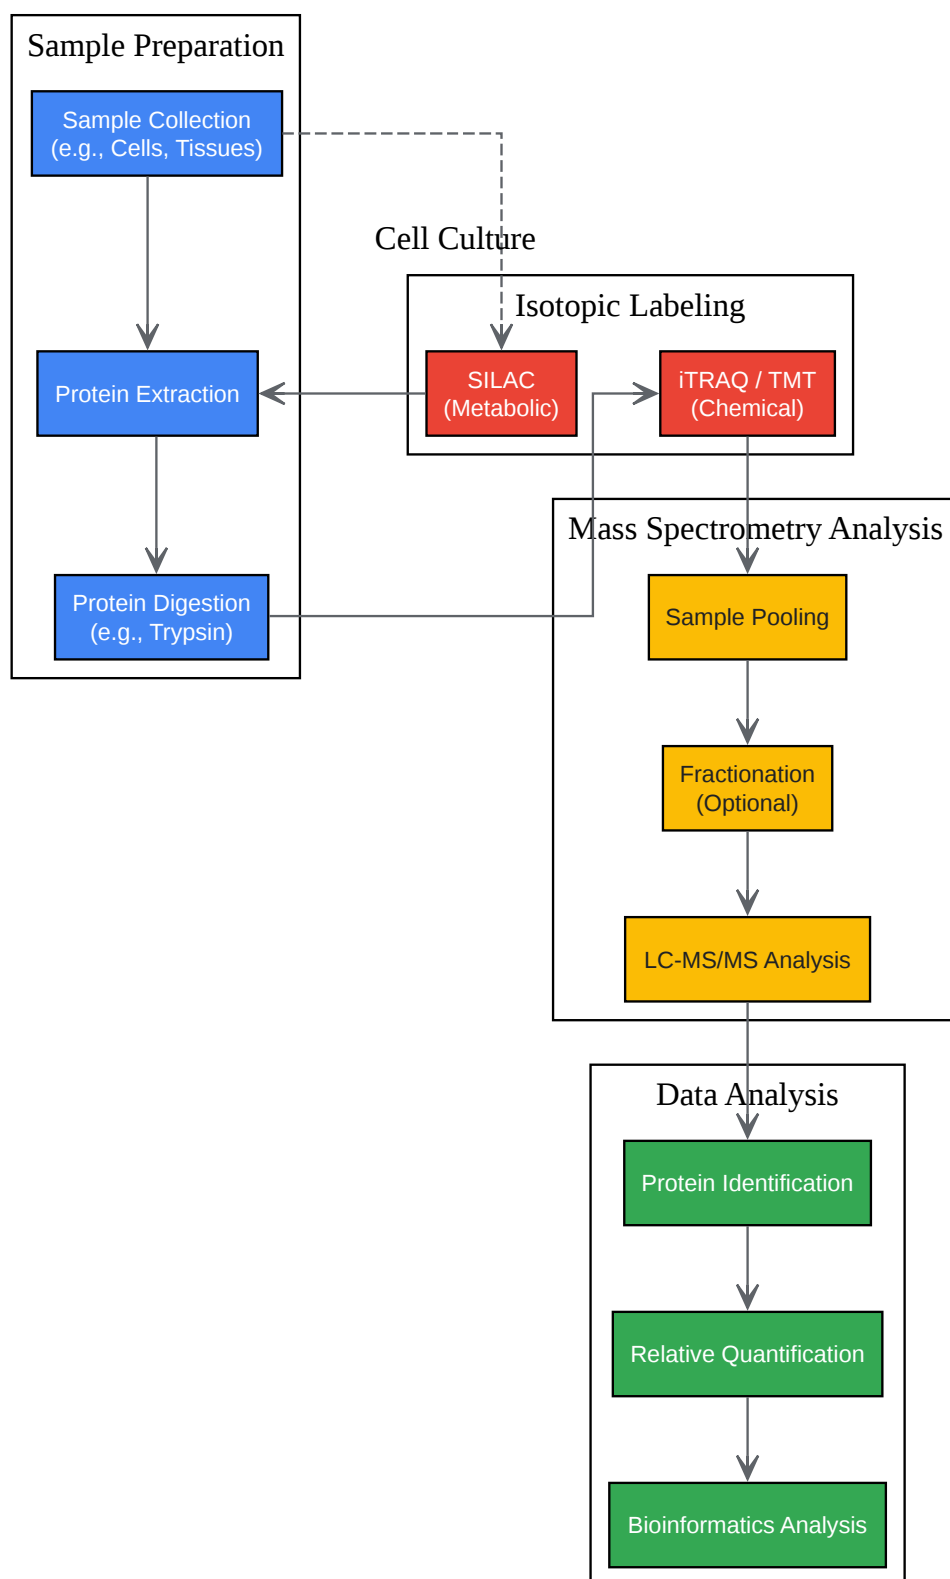 Sample Preparation
Sample Collection
(e.g., Cells, Tissues)
Cell Culture
Isotopic Labeling
Protein Extraction
SILAC
(Metabolic)
iTRAQ / TMT
(Chemical)
Mass Spectrometry Analysis
Protein Digestion
(e.g., Trypsin)
Sample Pooling
Fractionation
(Optional)
LC-MS/MS Analysis
Data Analysis
Protein Identification
Relative Quantification
Bioinformatics Analysis